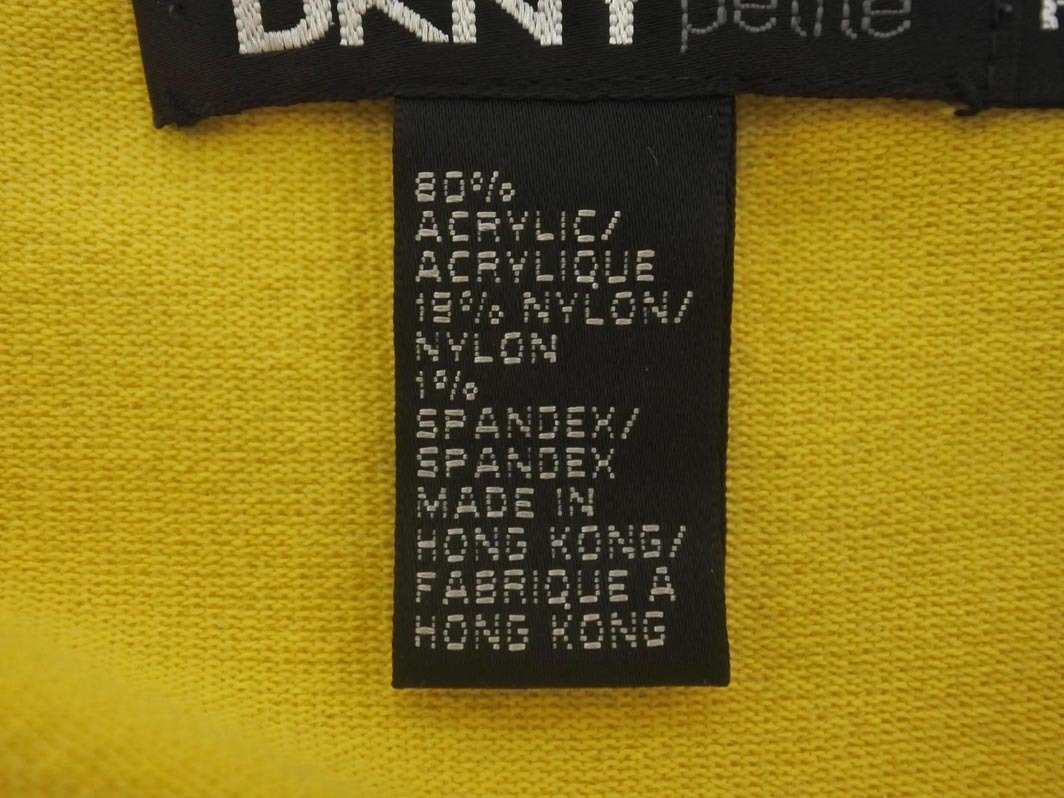 DKNY petite
80%
ACRYLIC/
ACRYLIQUE
19% NYLON/
NYLON
1%
SPANDEX/
SPANDEX
MADE IN
HONG KONG/
FABRIQUE A
HONG KONG